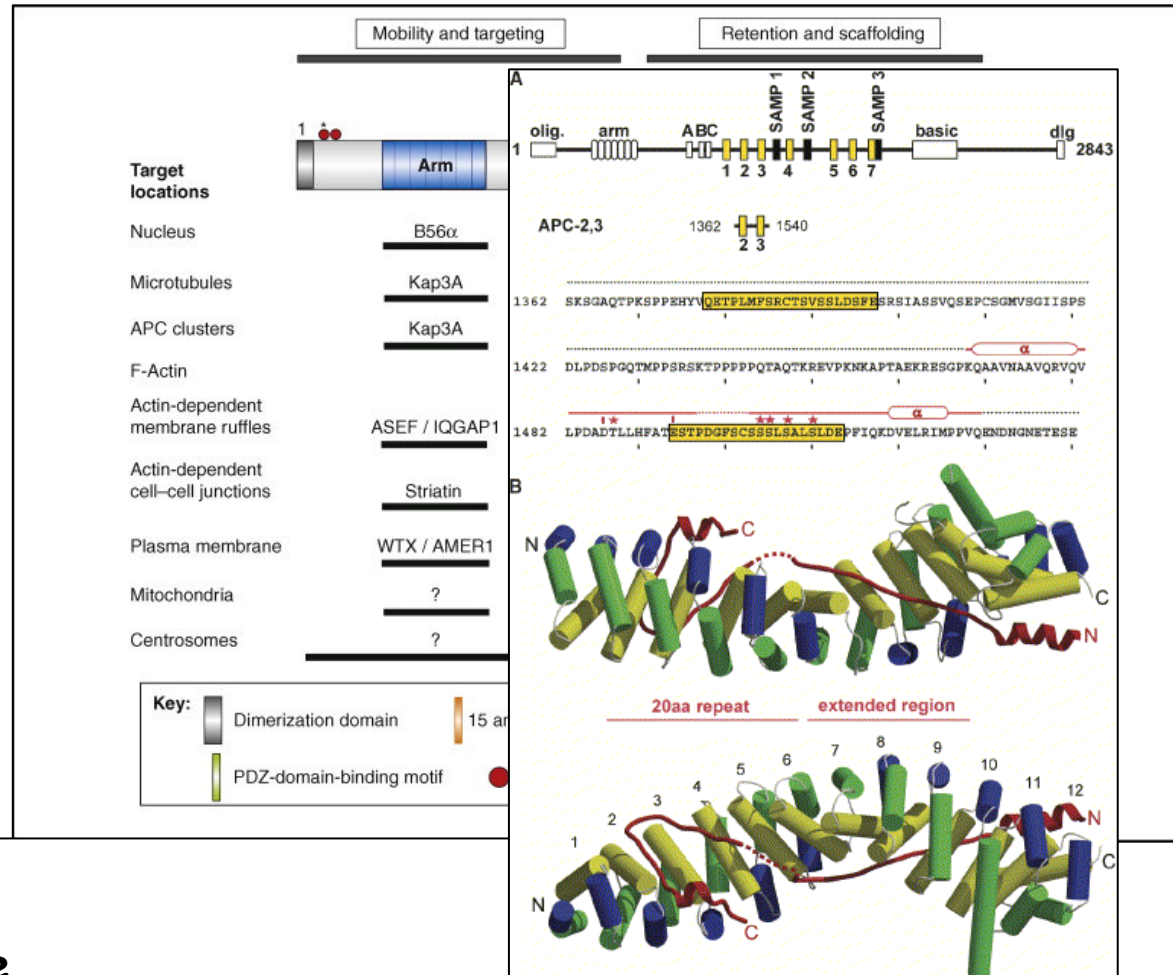 Mobility and targeting
Retention and scaffolding
1
*
Arm
Target
locations
Nucleus
B56α
Microtubules
Kap3A
APC clusters
Kap3A
F-Actin
Actin-dependent
membrane ruffles
ASEF / IQGAP1
Actin-dependent
cell–cell junctions
Striatin
Plasma membrane
WTX / AMER1
Mitochondria
?
Centrosomes
?
Key:
Dimerization domain
15 ar
PDZ-domain-binding motif
A
SAMP 1
SAMP 2
SAMP 3
olig. arm ABC basic dlg
1 2843
1 2 3 4 5 6 7
APC-2,3 1362 1540
2 3
1362 SKSGAQTPKSPPEHYVQETPLMFSRCTSVSSLDSFESRSIASSVQSEPCSGMVSGIISPS
α
1422 DLPDSPGQTMPPSRSKTPPPPPQTAQTKREVPKNKAPTAEKRESGPKQAAVNAAVQRVQV
α
1482 LPDADTLLHFATESTPDGFSCSSSLSALSLDEPFIQKDVELRIMPPVQENDNGNETESE
B
N C C N
20aa repeat extended region
1 2 3 4 5 6 7 8 9 10 11 12
N C N C